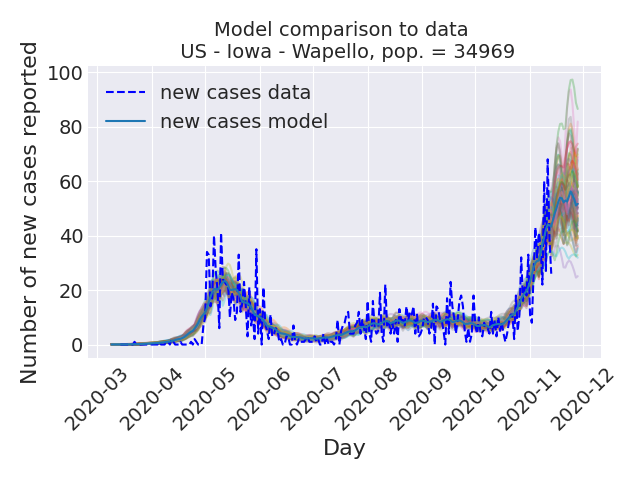 Model comparison to data
US - Iowa - Wapello, pop. = 34969
Number of new cases reported
100
80
60
40
20
0
new cases data
new cases model
2020-03
2020-04
2020-05
2020-06
2020-07
2020-08
2020-09
2020-10
2020-11
2020-12
Day